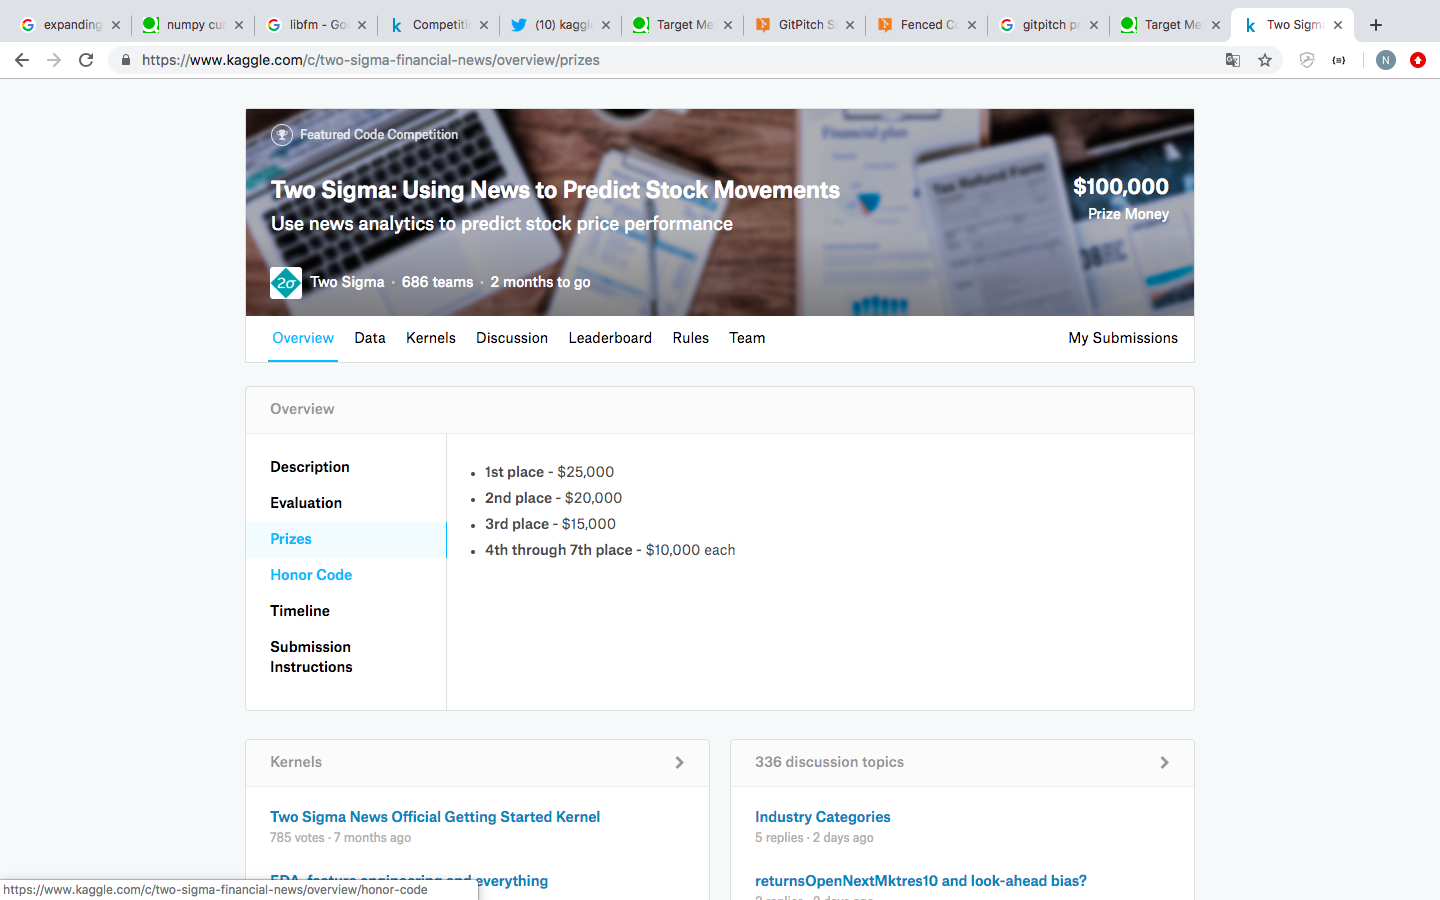 expanding
numpy cu
libfm - Go
Competiti
(10) kaggl
Target Me
GitPitch S
Fenced Co
gitpitch p
Target Me
Two Sigm
https://www.kaggle.com/c/two-sigma-financial-news/overview/prizes
N
Featured Code Competition
Two Sigma: Using News to Predict Stock Movements
$100,000
Use news analytics to predict stock price performance
Prize Money
2σ Two Sigma · 686 teams · 2 months to go
Financial plan
Tax Refund Form
Overview Data Kernels Discussion Leaderboard Rules Team My Submissions
Overview
Description
Evaluation
Prizes
Honor Code
Timeline
Submission
Instructions
• 1st place - $25,000
• 2nd place - $20,000
• 3rd place - $15,000
• 4th through 7th place - $10,000 each
Kernels
Two Sigma News Official Getting Started Kernel
785 votes · 7 months ago
EDA, feature engineering and everything
336 discussion topics
Industry Categories
5 replies · 2 days ago
returnsOpenNextMktres10 and look-ahead bias?
https://www.kaggle.com/c/two-sigma-financial-news/overview/honor-code